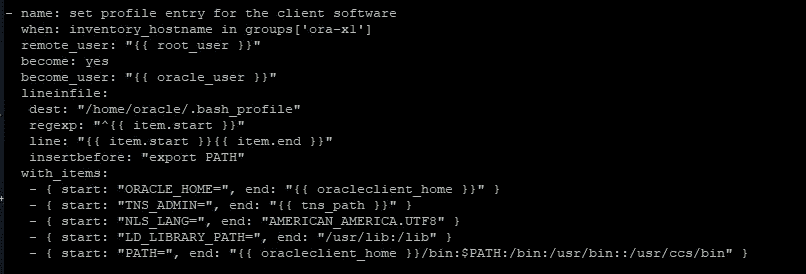 - name: set profile entry for the client software
  when: inventory_hostname in groups['ora-x1']
  remote_user: "{{ root_user }}"
  become: yes
  become_user: "{{ oracle_user }}"
  lineinfile:
   dest: "/home/oracle/.bash_profile"
   regexp: "^{{ item.start }}"
   line: "{{ item.start }}{{ item.end }}"
   insertbefore: "export PATH"
  with_items:
   - { start: "ORACLE_HOME=", end: "{{ oracleclient_home }}" }
   - { start: "TNS_ADMIN=", end: "{{ tns_path }}" }
   - { start: "NLS_LANG=", end: "AMERICAN_AMERICA.UTF8" }
   - { start: "LD_LIBRARY_PATH=", end: "/usr/lib:/lib" }
   - { start: "PATH=", end: "{{ oracleclient_home }}/bin:$PATH:/bin:/usr/bin::/usr/ccs/bin" }